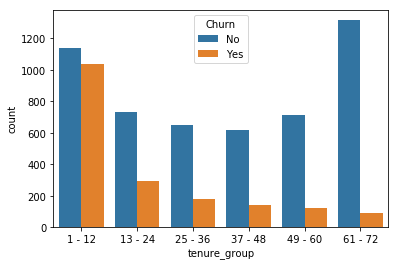 Churn
No
Yes
1200
1000
800
600
400
200
0
count
1 - 12 13 - 24 25 - 36 37 - 48 49 - 60 61 - 72
tenure_group